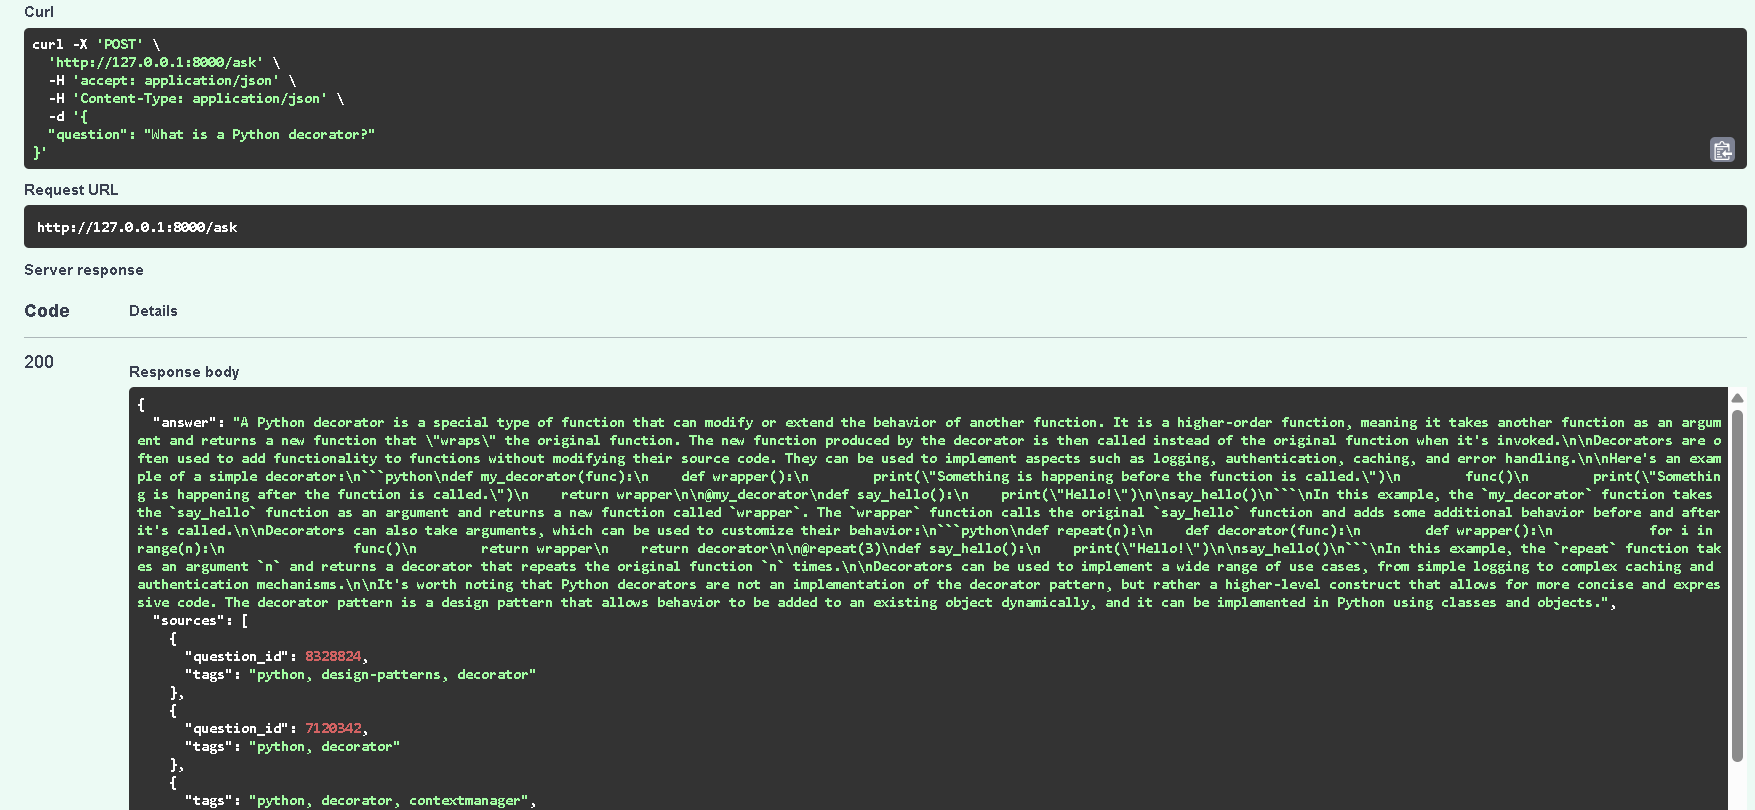 Curl
curl -X 'POST' \
  'http://127.0.0.1:8000/ask' \
  -H 'accept: application/json' \
  -H 'Content-Type: application/json' \
  -d '{
  "question": "What is a Python decorator?"
}'
Request URL
http://127.0.0.1:8000/ask
Server response
Code Details
200
Response body
{
  "answer": "A Python decorator is a special type of function that can modify or extend the behavior of another function. It is a higher-order function, meaning it takes another function as an argum
ent and returns a new function that \"wraps\" the original function. The new function produced by the decorator is then called instead of the original function when it's invoked.\n\nDecorators are o
ften used to add functionality to functions without modifying their source code. They can be used to implement aspects such as logging, authentication, caching, and error handling.\n\nHere's an exam
ple of a simple decorator:\n```python\ndef my_decorator(func):\n    def wrapper():\n        print(\"Something is happening before the function is called.\")\n        func()\n        print(\"Somethin
g is happening after the function is called.\")\n    return wrapper\n\n@my_decorator\ndef say_hello():\n    print(\"Hello!\")\n\nsay_hello()\n```\nIn this example, the `my_decorator` function takes
the `say_hello` function as an argument and returns a new function called `wrapper`. The `wrapper` function calls the original `say_hello` function and adds some additional behavior before and after
it's called.\n\nDecorators can also take arguments, which can be used to customize their behavior:\n```python\ndef repeat(n):\n    def decorator(func):\n        def wrapper():\n            for i in
range(n):\n                func()\n        return wrapper\n    return decorator\n\n@repeat(3)\ndef say_hello():\n    print(\"Hello!\")\n\nsay_hello()\n```\nIn this example, the `repeat` function tak
es an argument `n` and returns a decorator that repeats the original function `n` times.\n\nDecorators can be used to implement a wide range of use cases, from simple logging to complex caching and
authentication mechanisms.\n\nIt's worth noting that Python decorators are not an implementation of the decorator pattern, but rather a higher-level construct that allows for more concise and expres
sive code. The decorator pattern is a design pattern that allows behavior to be added to an existing object dynamically, and it can be implemented in Python using classes and objects.",
  "sources": [
    {
      "question_id": 8328824,
      "tags": "python, design-patterns, decorator"
    },
    {
      "question_id": 7120342,
      "tags": "python, decorator"
    },
    {
      "tags": "python, decorator, contextmanager",